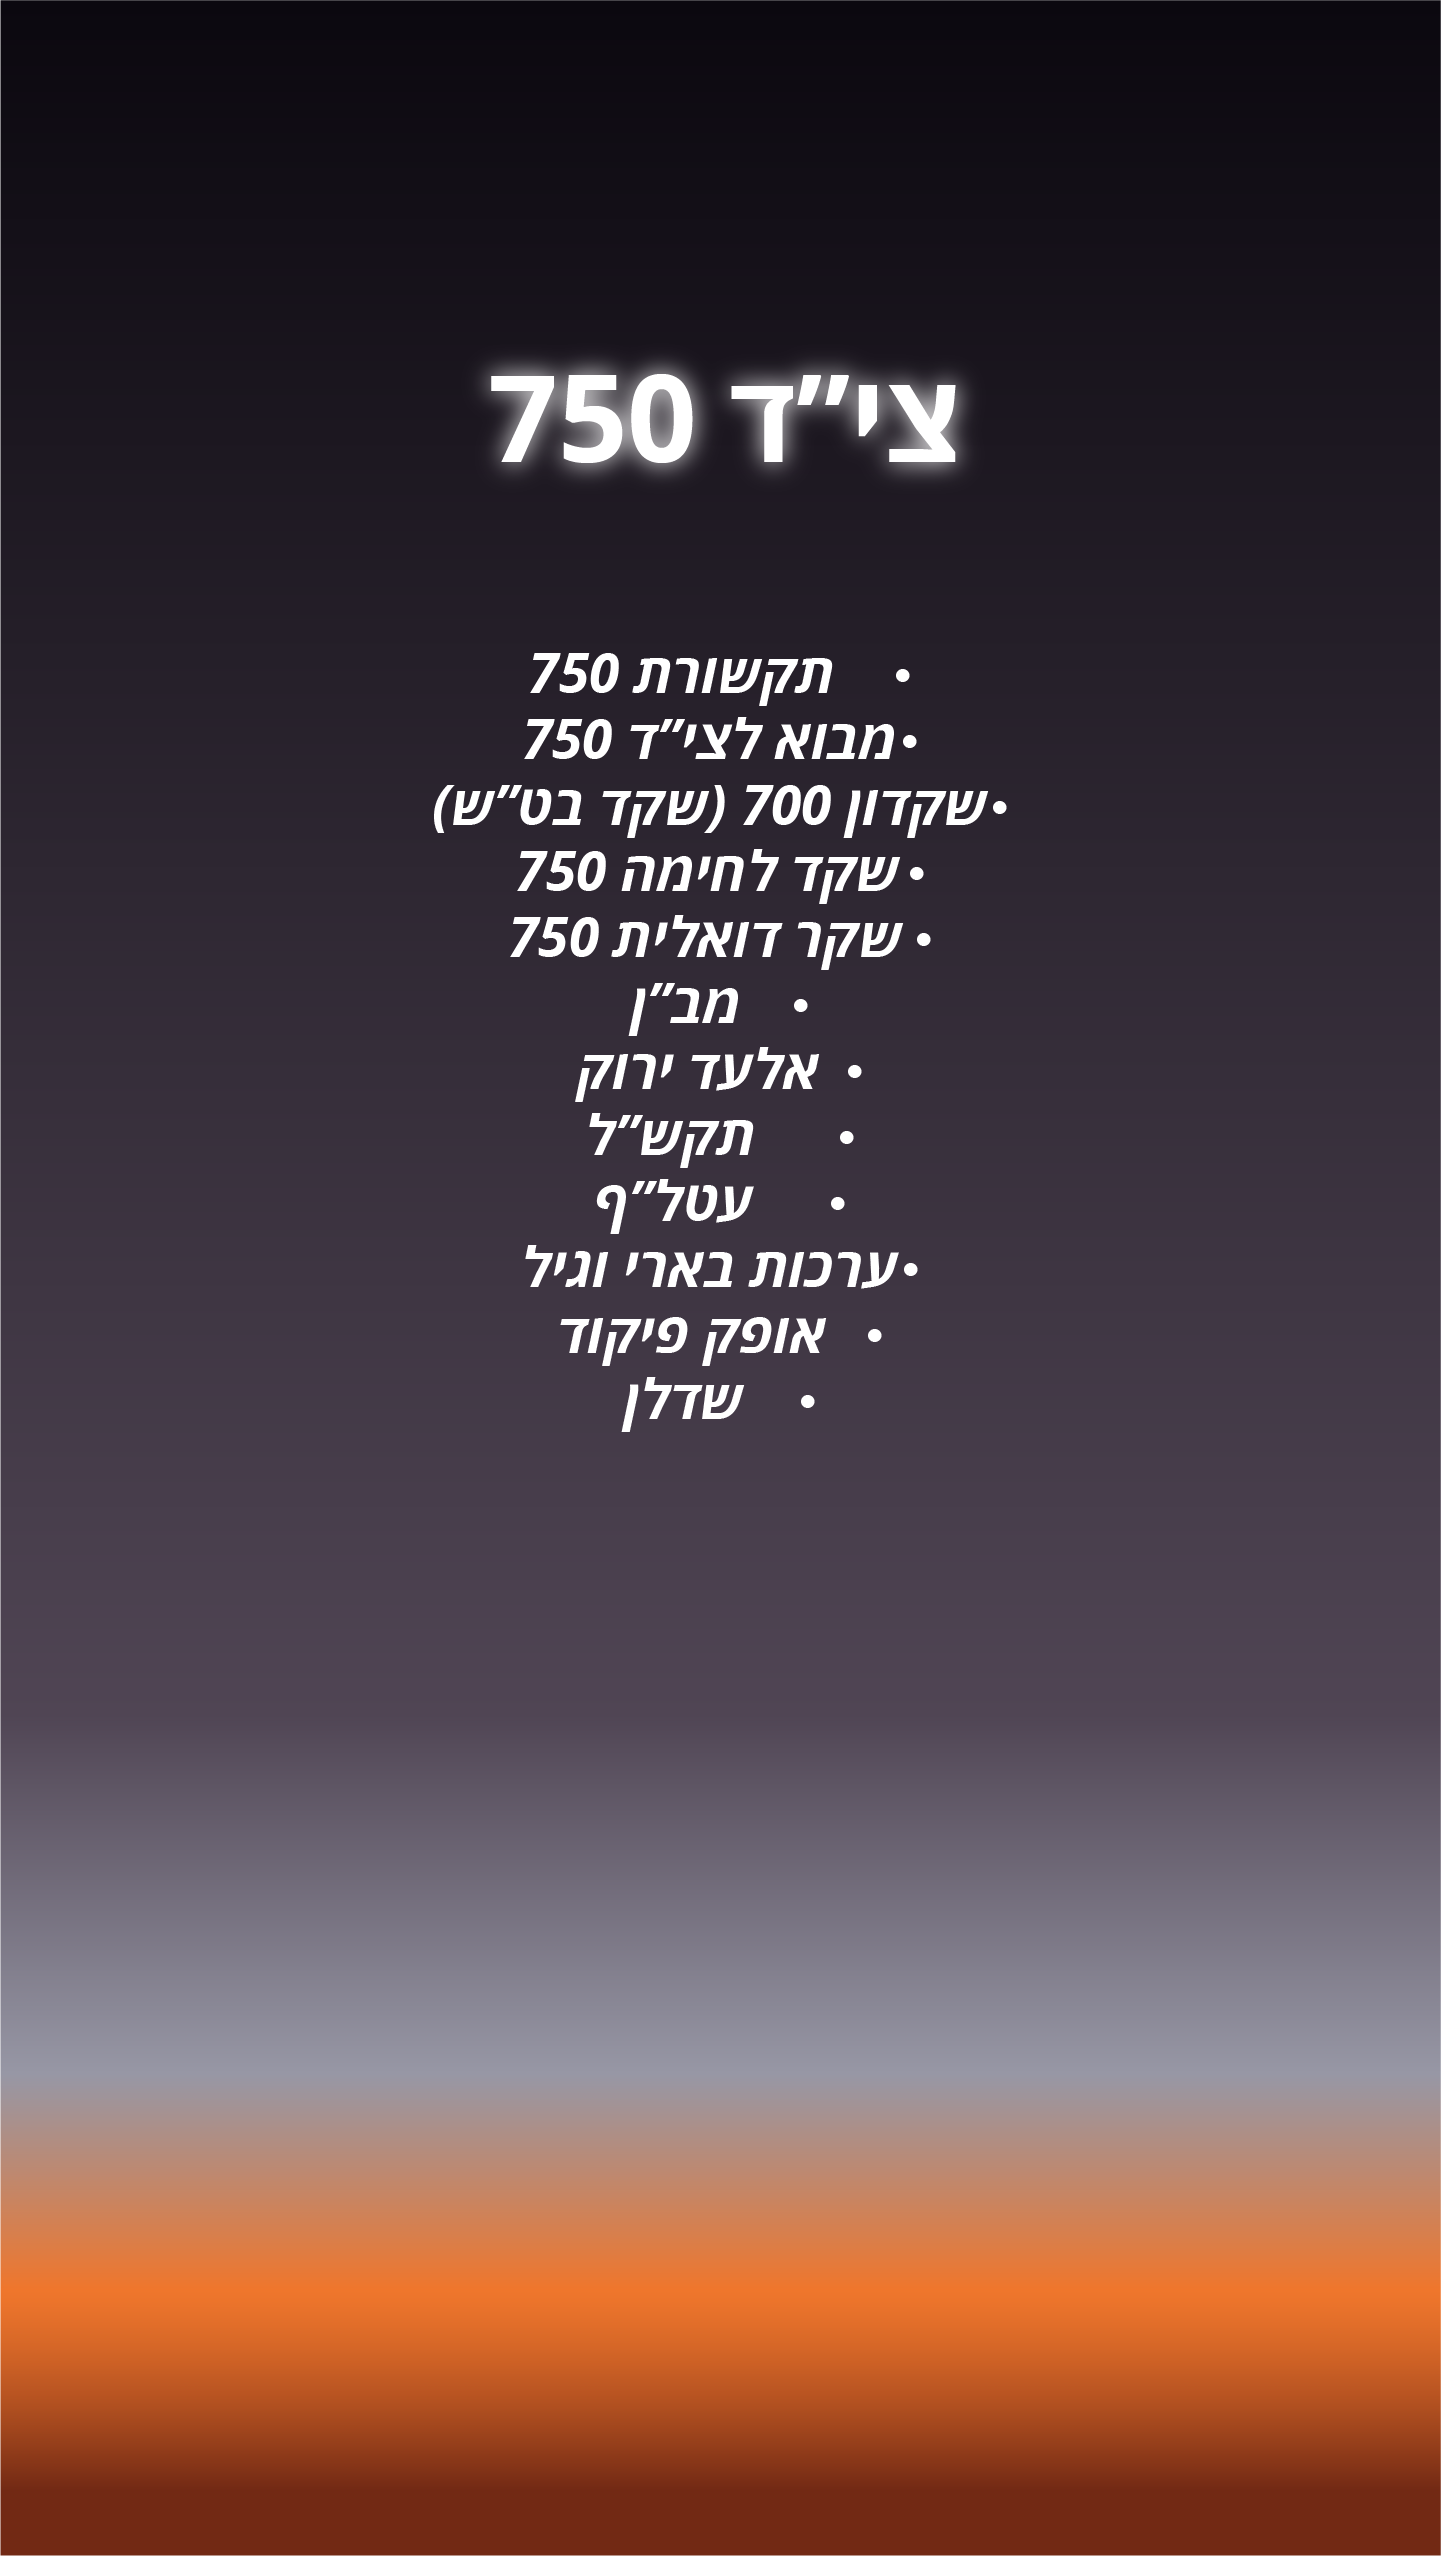 צי”ד 750
• תקשורת 750
• מבוא לצי”ד 750
• שקדון 700 (שקד בט”ש)
• שקד לחימה 750
• שקר דואלית 750
• מב”ן
• אלעד ירוק
• תקש”ל
• עטל”ף
• ערכות בארי וגיל
• אופק פיקוד
• שדלן